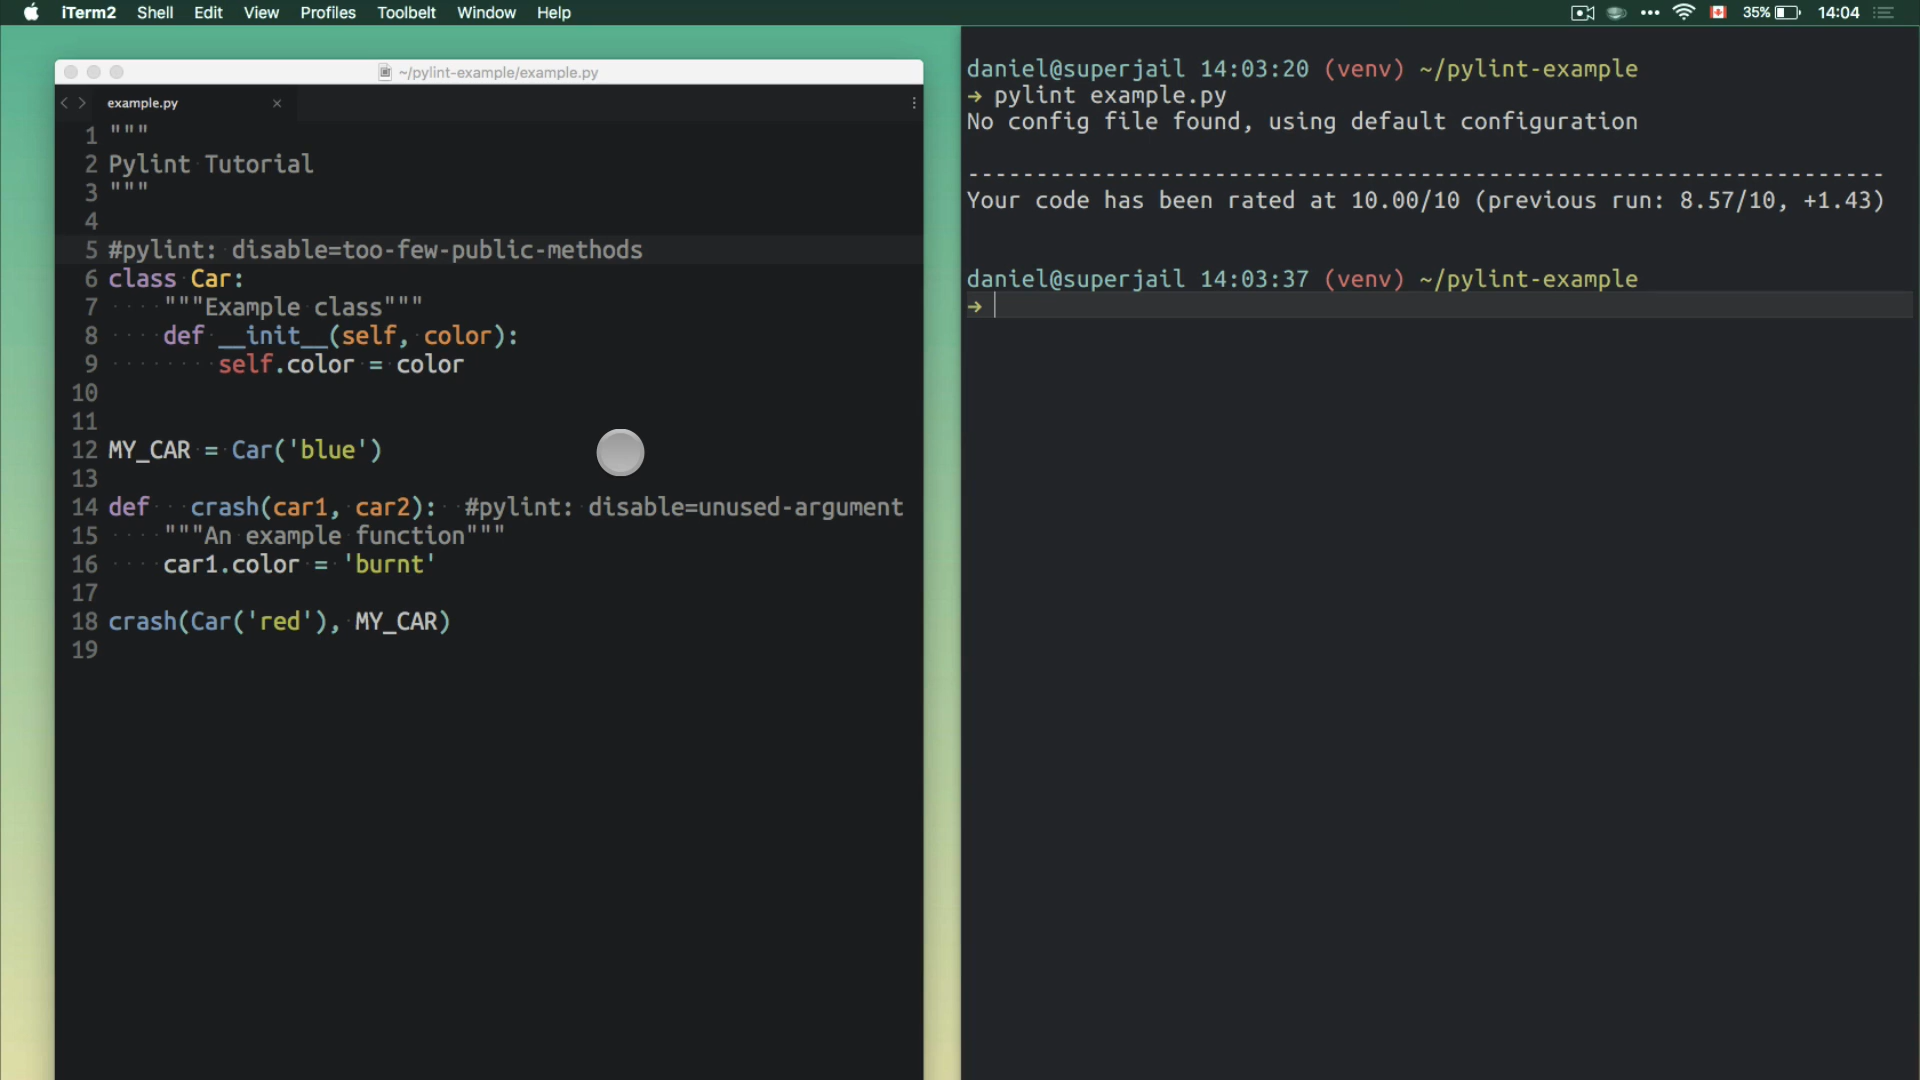 iTerm2 Shell Edit View Profiles Toolbelt Window Help
35% 14:04
~/pylint-example/example.py
example.py
1 """
2 Pylint Tutorial
3 """
4
5 #pylint: disable=too-few-public-methods
6 class Car:
7     """Example class"""
8     def __init__(self, color):
9         self.color = color
10
11
12 MY_CAR = Car('blue')
13
14 def   crash(car1, car2):  #pylint: disable=unused-argument
15     """An example function"""
16     car1.color = 'burnt'
17
18 crash(Car('red'), MY_CAR)
19
daniel@superjail 14:03:20 (venv) ~/pylint-example
→ pylint example.py
No config file found, using default configuration
-------------------------------------------------------------------
Your code has been rated at 10.00/10 (previous run: 8.57/10, +1.43)
daniel@superjail 14:03:37 (venv) ~/pylint-example
→